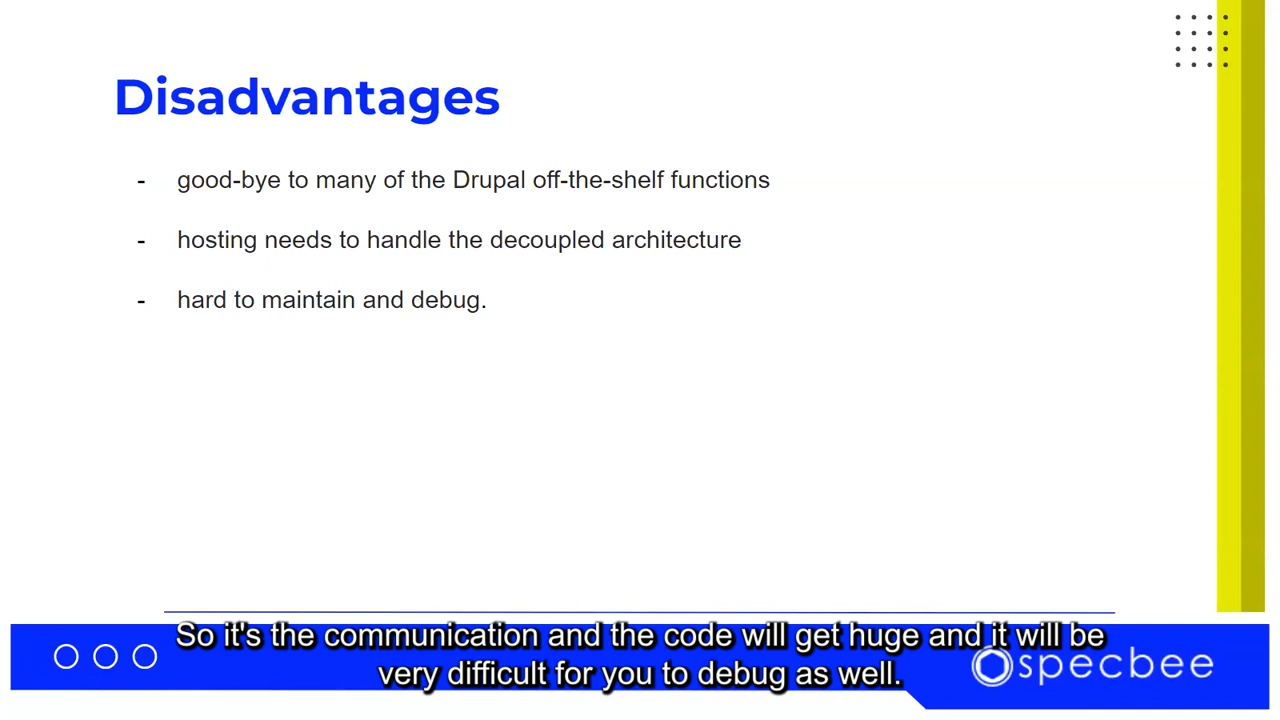 Disadvantages
- good-bye to many of the Drupal off-the-shelf functions
- hosting needs to handle the decoupled architecture
- hard to maintain and debug.
So it's the communication and the code will get huge and it will be
very difficult for you to debug as well.
specbee